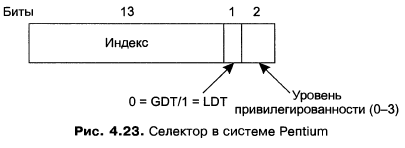 Биты 13 1 2
Индекс
0 = GDT/1 = LDT
Уровень
привилегированности (0–3)
Рис. 4.23. Селектор в системе Pentium